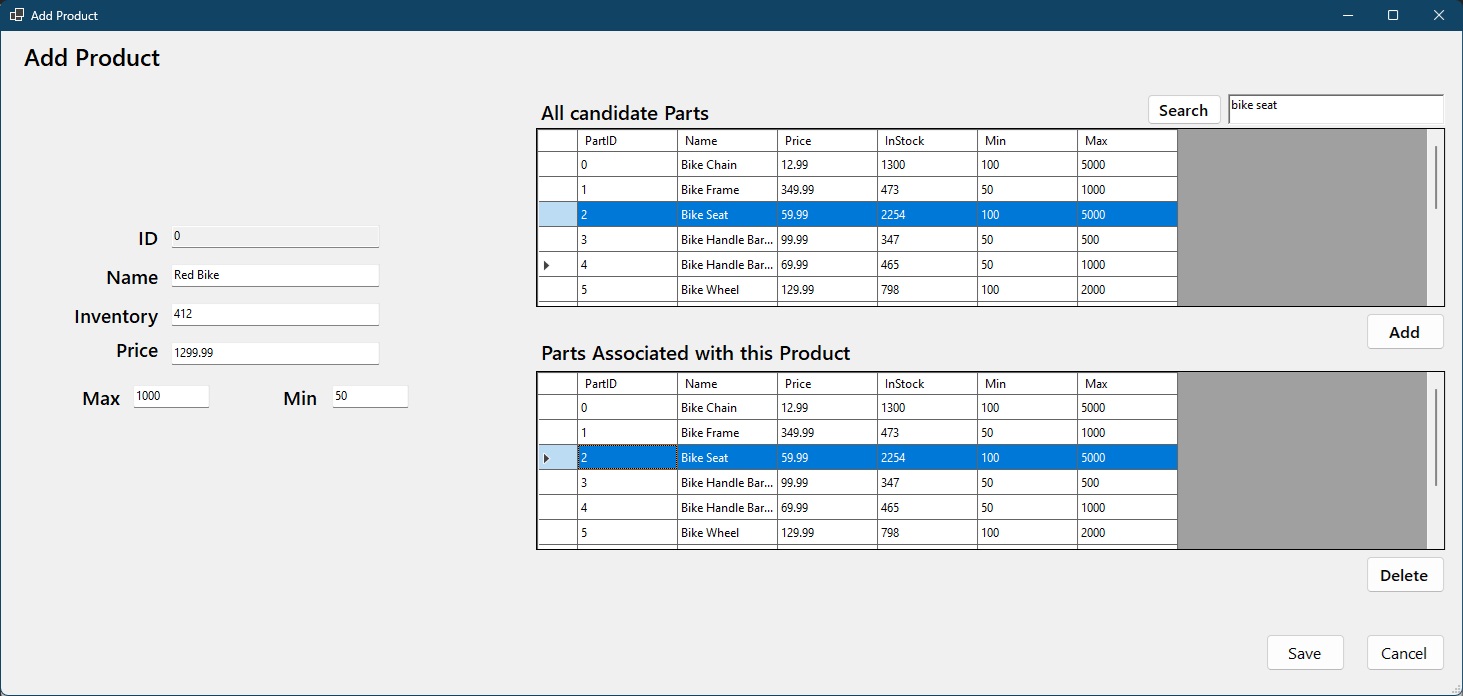 Add Product
Add Product
All candidate Parts
Search
bike seat
PartID Name Price InStock Min Max
0 Bike Chain 12.99 1300 100 5000
1 Bike Frame 349.99 473 50 1000
2 Bike Seat 59.99 2254 100 5000
3 Bike Handle Bar... 99.99 347 50 500
4 Bike Handle Bar... 69.99 465 50 1000
5 Bike Wheel 129.99 798 100 2000
Add
ID 0
Name Red Bike
Inventory 412
Price 1299.99
Max 1000 Min 50
Parts Associated with this Product
PartID Name Price InStock Min Max
0 Bike Chain 12.99 1300 100 5000
1 Bike Frame 349.99 473 50 1000
2 Bike Seat 59.99 2254 100 5000
3 Bike Handle Bar... 99.99 347 50 500
4 Bike Handle Bar... 69.99 465 50 1000
5 Bike Wheel 129.99 798 100 2000
Delete
Save Cancel